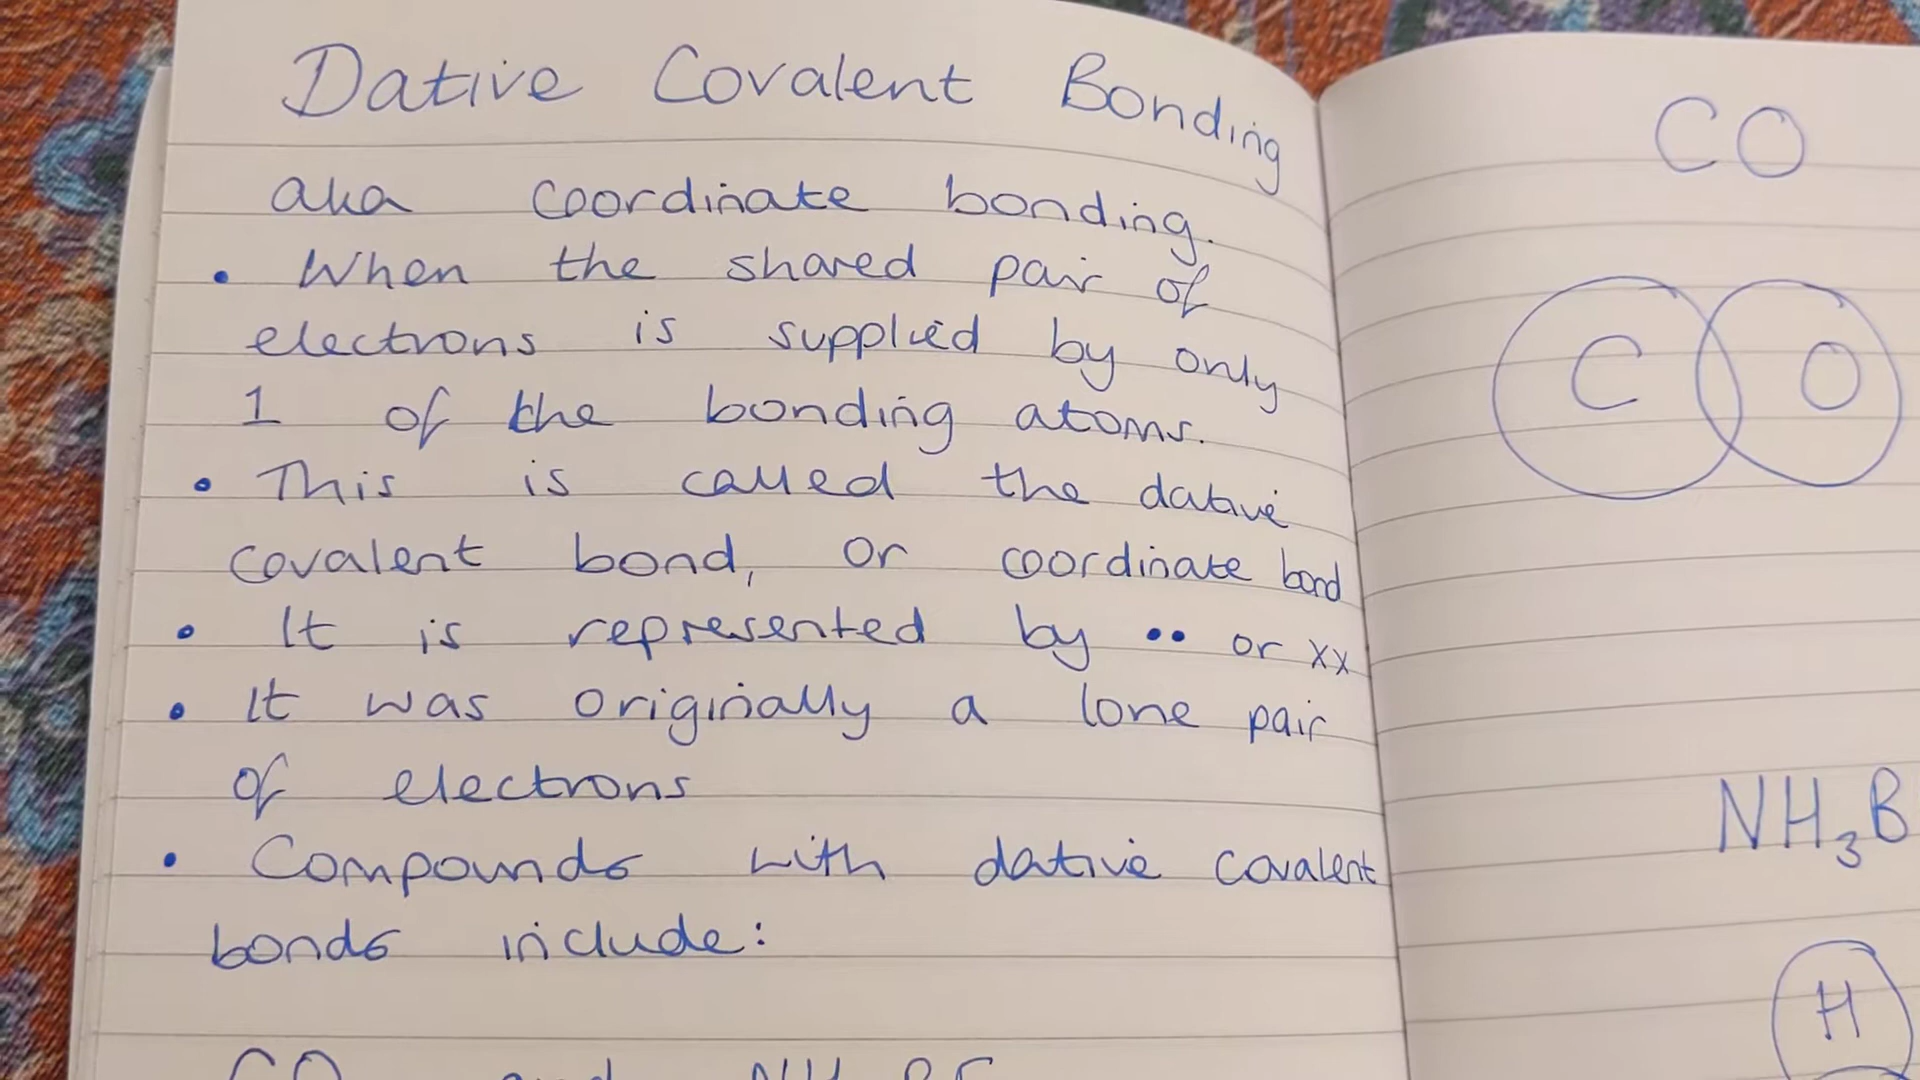 Dative Covalent Bonding
aka coordinate bonding.
• When the shared pair of
electrons is supplied by only
1 of the bonding atoms.
• This is called the dative
covalent bond, or coordinate bond
• It is represented by •• or xx
• It was originally a lone pair
of electrons
• Compounds with dative covalent
bonds include:
CO and
CO
C O
NH₃B
H